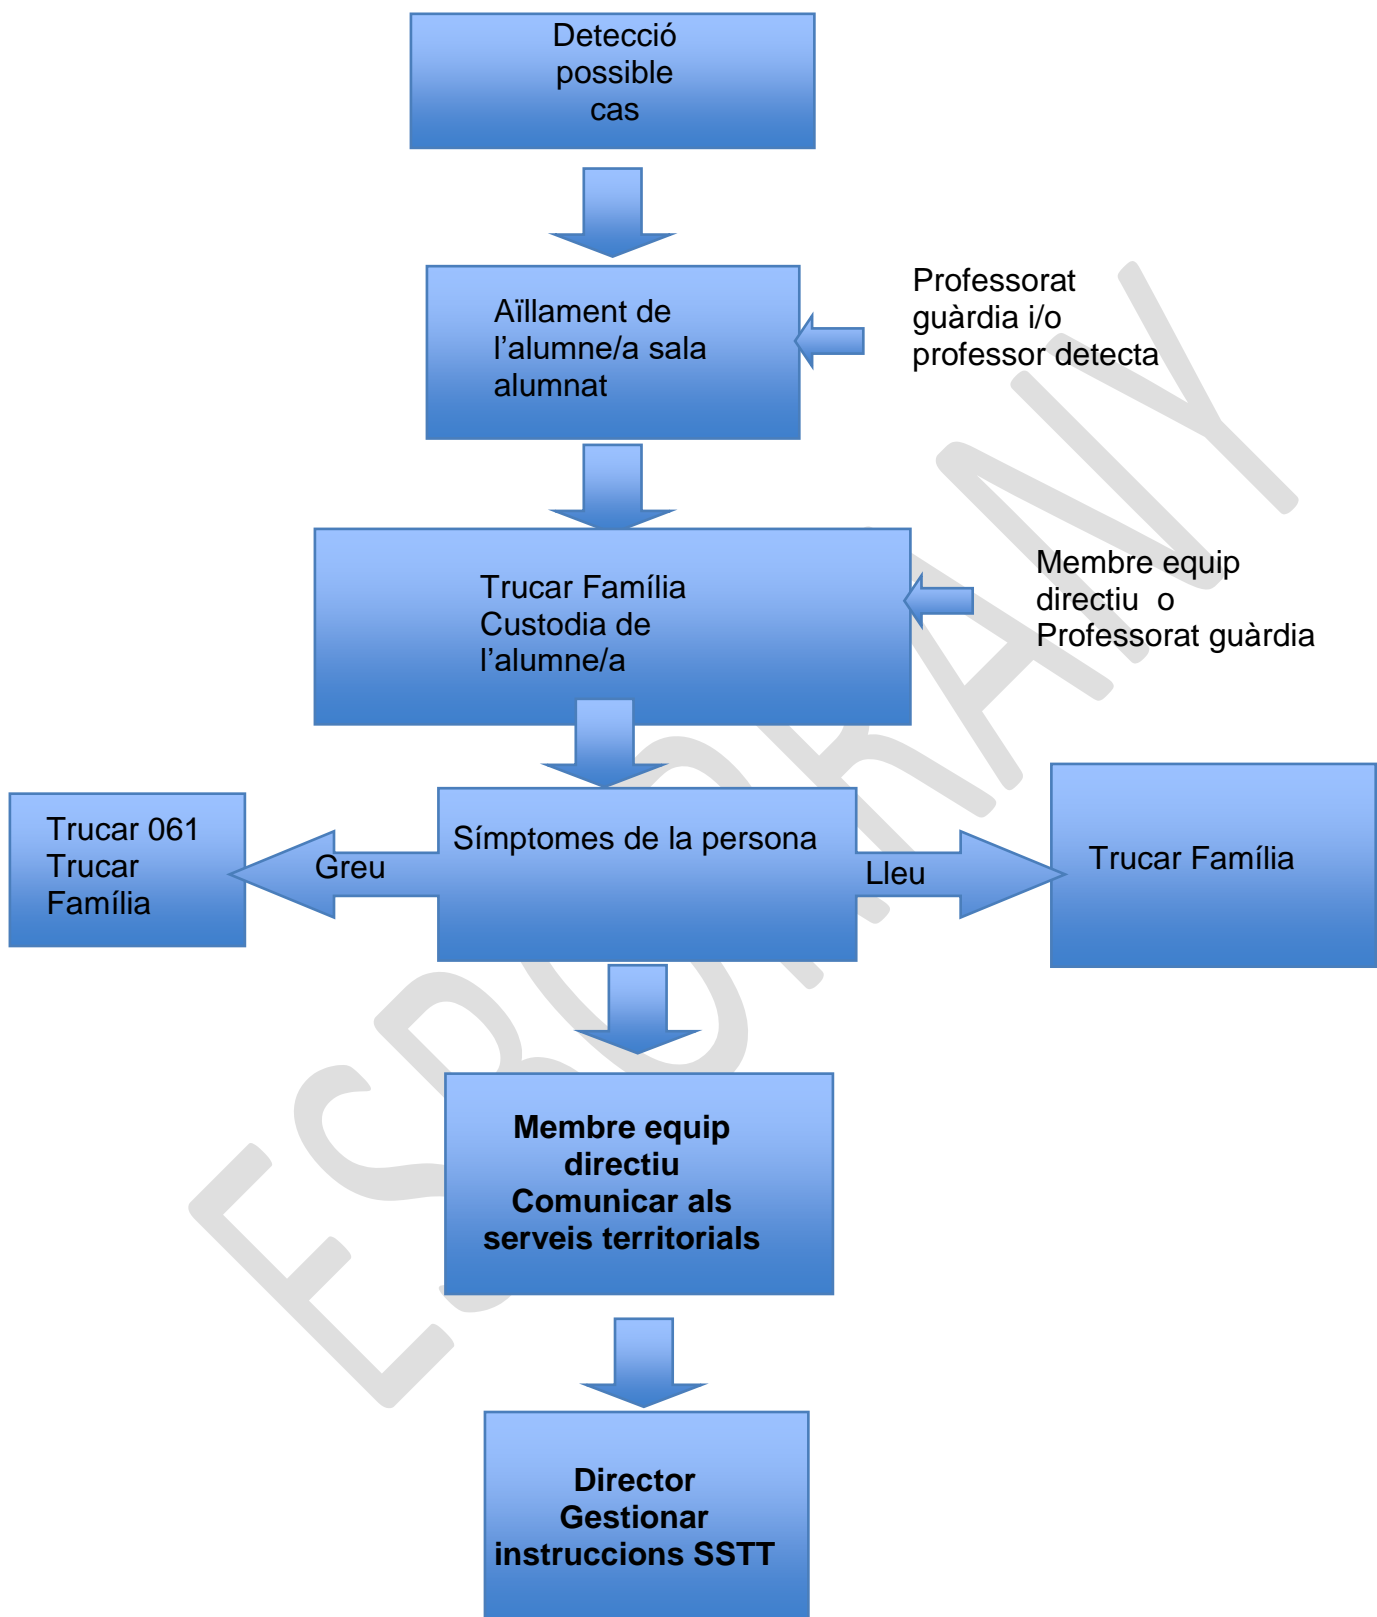 Detecció
possible
cas
Aïllament de
l’alumne/a sala
alumnat
Professorat
guàrdia i/o
professor detecta
Trucar Família
Custodia de
l’alumne/a
Membre equip
directiu o
Professorat guàrdia
Trucar 061
Trucar
Família
Greu
Símptomes de la persona
Lleu
Trucar Família
Membre equip
directiu
Comunicar als
serveis territorials
Director
Gestionar
instruccions SSTT
ESBORRANY